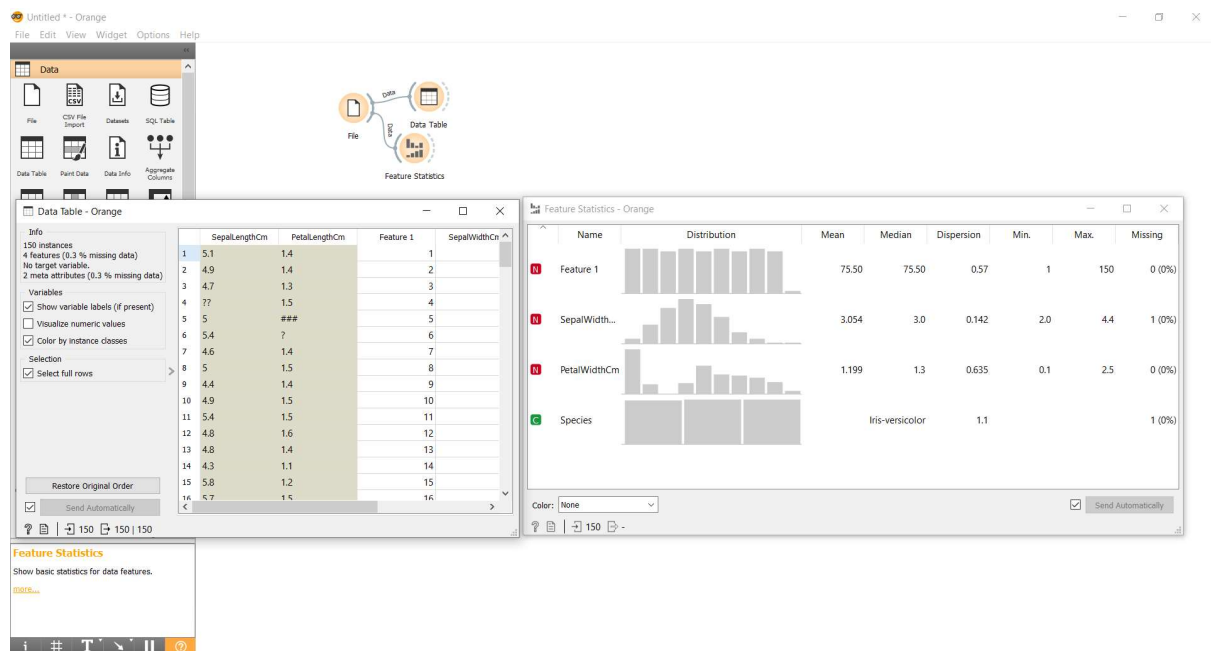 Untitled * - Orange
File Edit View Widget Options Help
Data
File
CSV File Import
Datasets
SQL Table
Data Table
Paint Data
Data Info
Aggregate Columns
File
Data
Data Table
Data
Feature Statistics
Data Table - Orange
Info
150 instances
4 features (0.3 % missing data)
No target variable.
2 meta attributes (0.3 % missing data)
Variables
Show variable labels (if present)
Visualize numeric values
Color by instance classes
Selection
Select full rows
Restore Original Order
Send Automatically
150 150 | 150
SepalLengthCm PetalLengthCm Feature 1 SepalWidthCm
1 5.1 1.4 1
2 4.9 1.4 2
3 4.7 1.3 3
4 ?? 1.5 4
5 5 ### 5
6 5.4 ? 6
7 4.6 1.4 7
8 5 1.5 8
9 4.4 1.4 9
10 4.9 1.5 10
11 5.4 1.5 11
12 4.8 1.6 12
13 4.8 1.4 13
14 4.3 1.1 14
15 5.8 1.2 15
16 5.7 1.5 16
Feature Statistics - Orange
Name Distribution Mean Median Dispersion Min. Max. Missing
N Feature 1 75.50 75.50 0.57 1 150 0 (0%)
N SepalWidth... 3.054 3.0 0.142 2.0 4.4 1 (0%)
N PetalWidthCm 1.199 1.3 0.635 0.1 2.5 0 (0%)
C Species Iris-versicolor 1.1 1 (0%)
Color: None
Send Automatically
? 150 -
Feature Statistics
Show basic statistics for data features.
more...
i # T ?